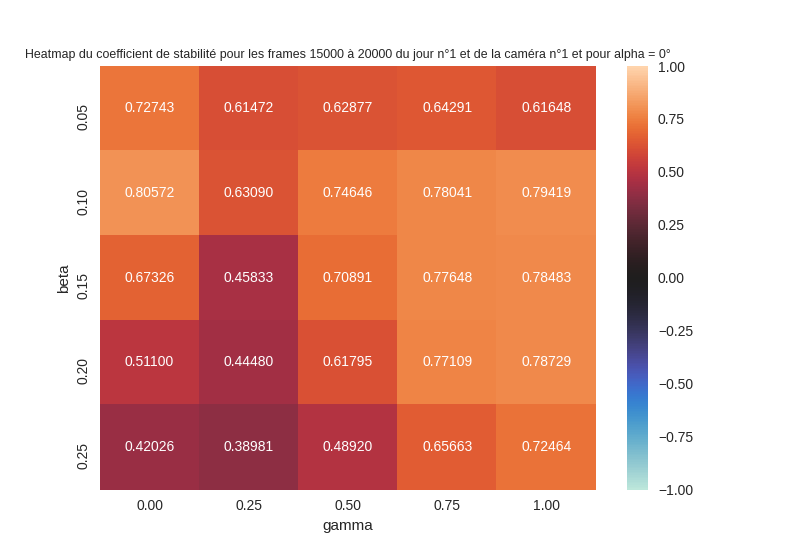 Heatmap du coefficient de stabilité pour les frames 15000 à 20000 du jour n°1 et de la caméra n°1 et pour alpha = 0°
0.72743 0.61472 0.62877 0.64291 0.61648
0.80572 0.63090 0.74646 0.78041 0.79419
0.67326 0.45833 0.70891 0.77648 0.78483
0.51100 0.44480 0.61795 0.77109 0.78729
0.42026 0.38981 0.48920 0.65663 0.72464
0.05
0.10
0.15
0.20
0.25
beta
0.00 0.25 0.50 0.75 1.00
gamma
1.00
0.75
0.50
0.25
0.00
−0.25
−0.50
−0.75
−1.00